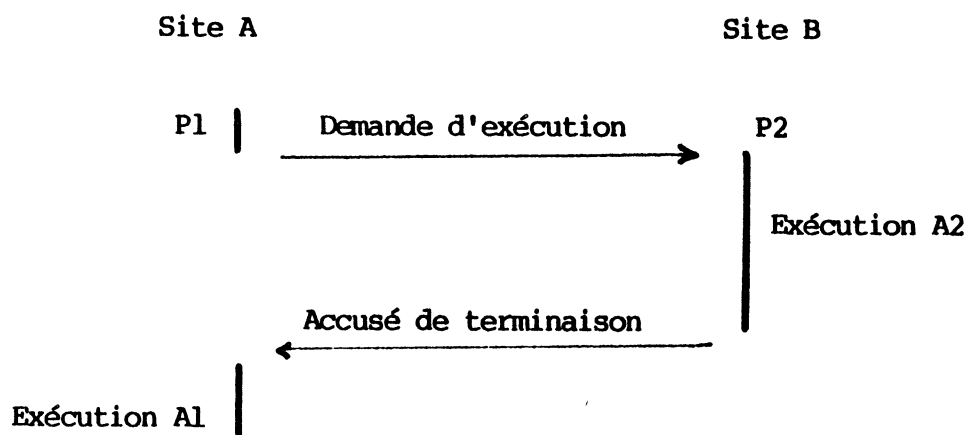 Site A
Site B
P1
Demande d'exécution
P2
Exécution A2
Accusé de terminaison
Exécution A1